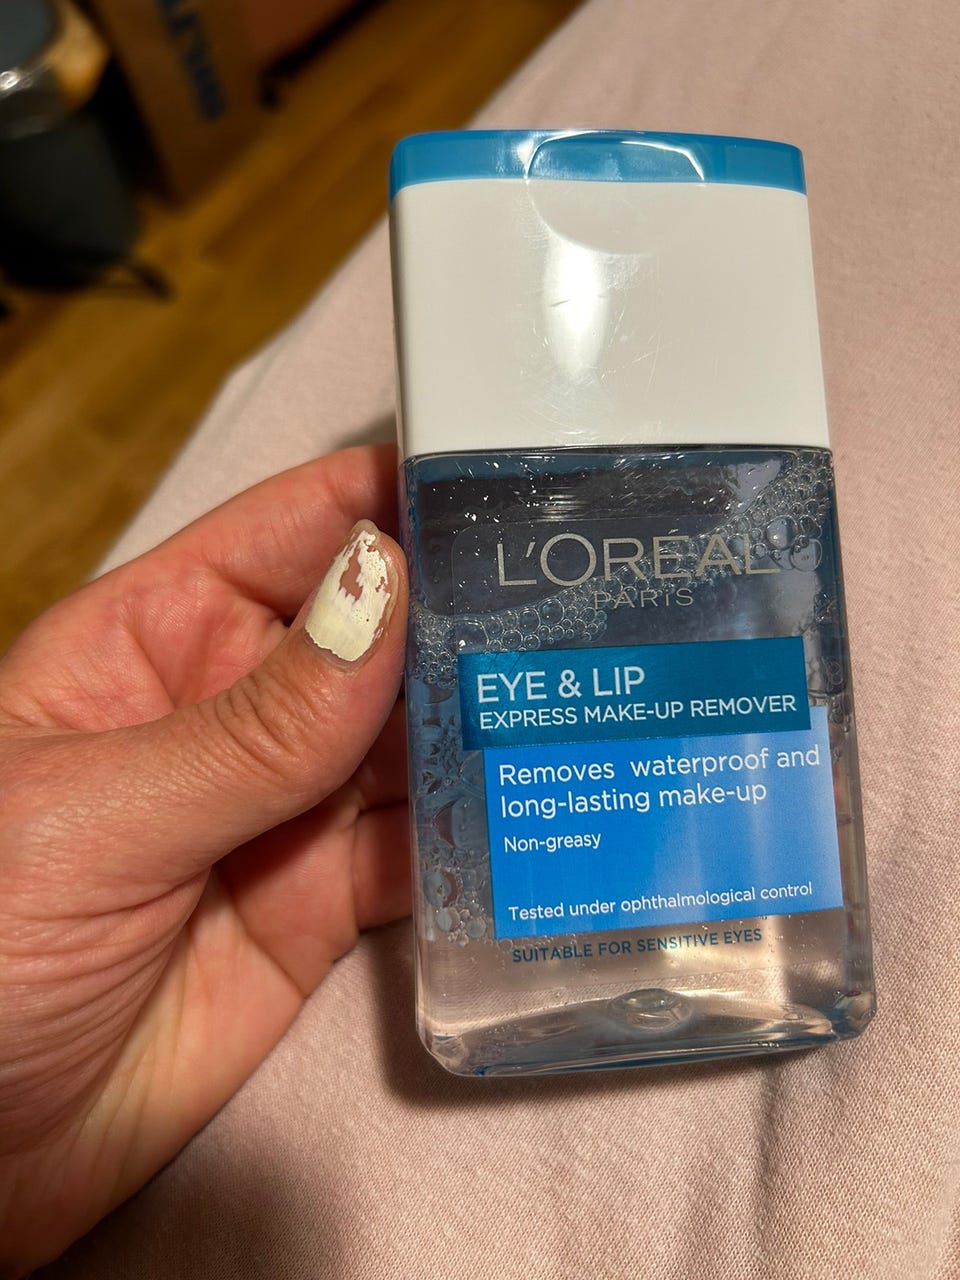 L'ORÉAL
PARIS
EYE & LIP
EXPRESS MAKE-UP REMOVER
Removes waterproof and
long-lasting make-up
Non-greasy
Tested under ophthalmological control
SUITABLE FOR SENSITIVE EYES